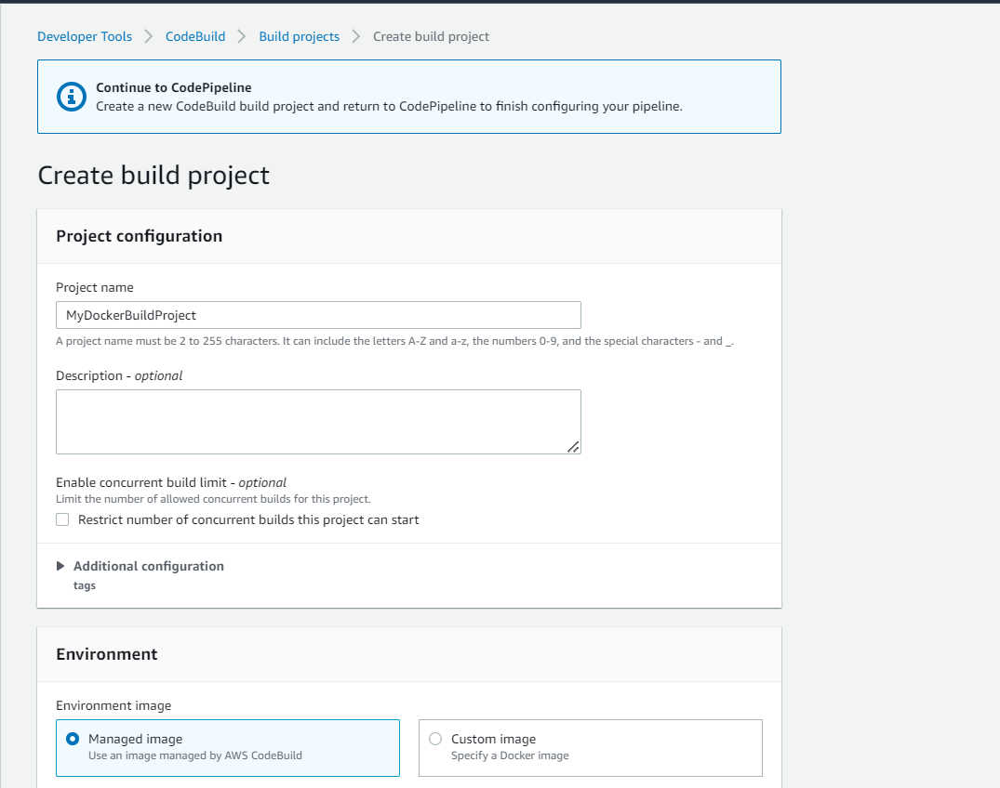 Developer Tools > CodeBuild > Build projects > Create build project
Continue to CodePipeline
Create a new CodeBuild build project and return to CodePipeline to finish configuring your pipeline.
Create build project
Project configuration
Project name
MyDockerBuildProject
A project name must be 2 to 255 characters. It can include the letters A-Z and a-z, the numbers 0-9, and the special characters - and _.
Description - optional
Enable concurrent build limit - optional
Limit the number of allowed concurrent builds for this project.
Restrict number of concurrent builds this project can start
Additional configuration
tags
Environment
Environment image
Managed image
Use an image managed by AWS CodeBuild
Custom image
Specify a Docker image